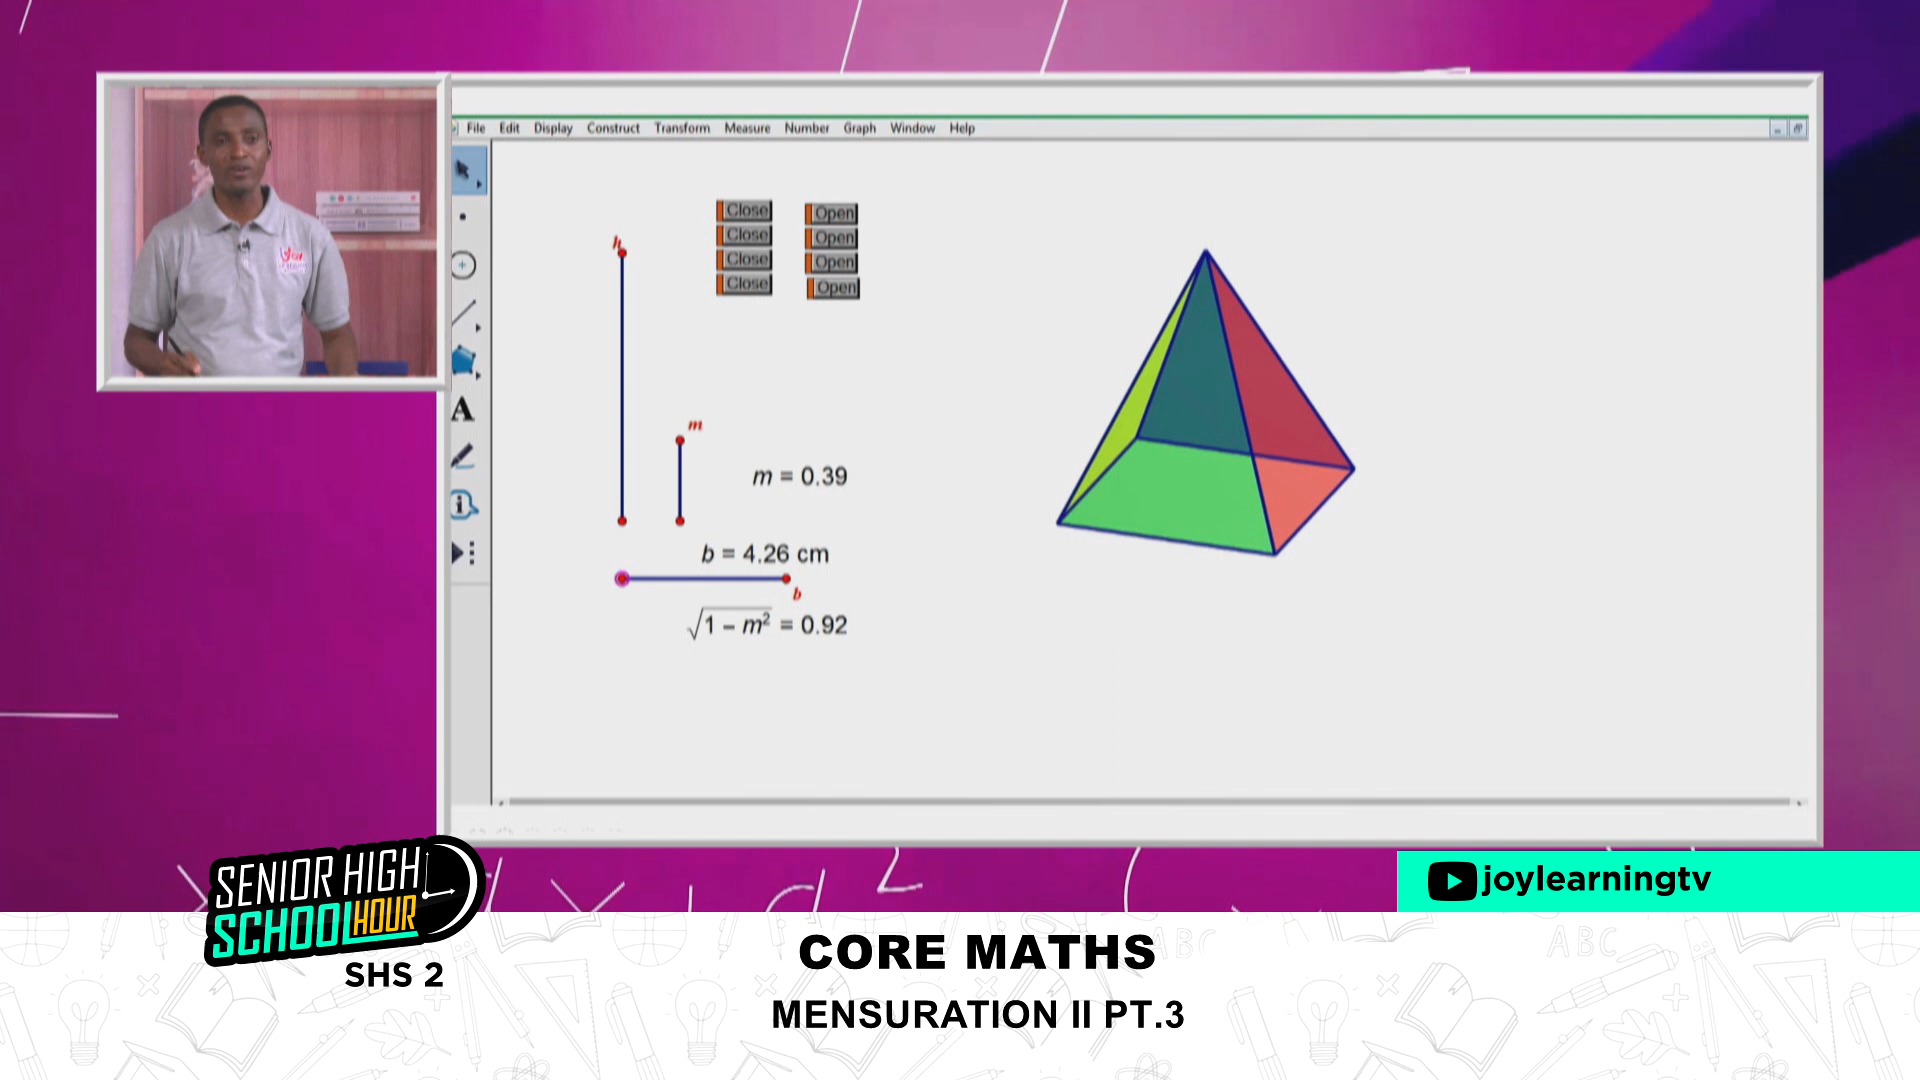 File Edit Display Construct Transform Measure Number Graph Window Help
Close Open
Close Open
Close Open
Close Open
h
m
m = 0.39
b = 4.26 cm
b
√1 – m² = 0.92
A
joylearningtv
SENIOR HIGH
SCHOOL HOUR
SHS 2
CORE MATHS
MENSURATION II PT.3
ABC
ABC